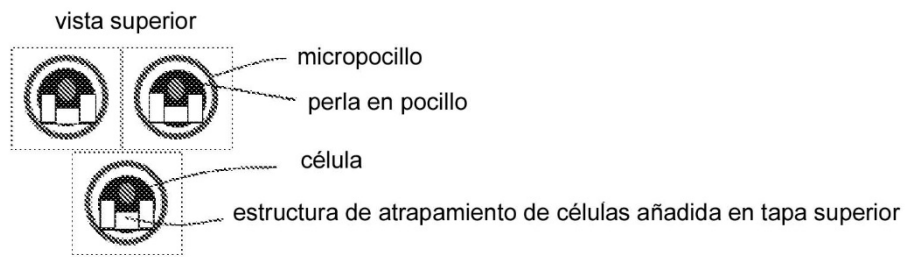 vista superior
micropocillo
perla en pocillo
célula
estructura de atrapamiento de células añadida en tapa superior